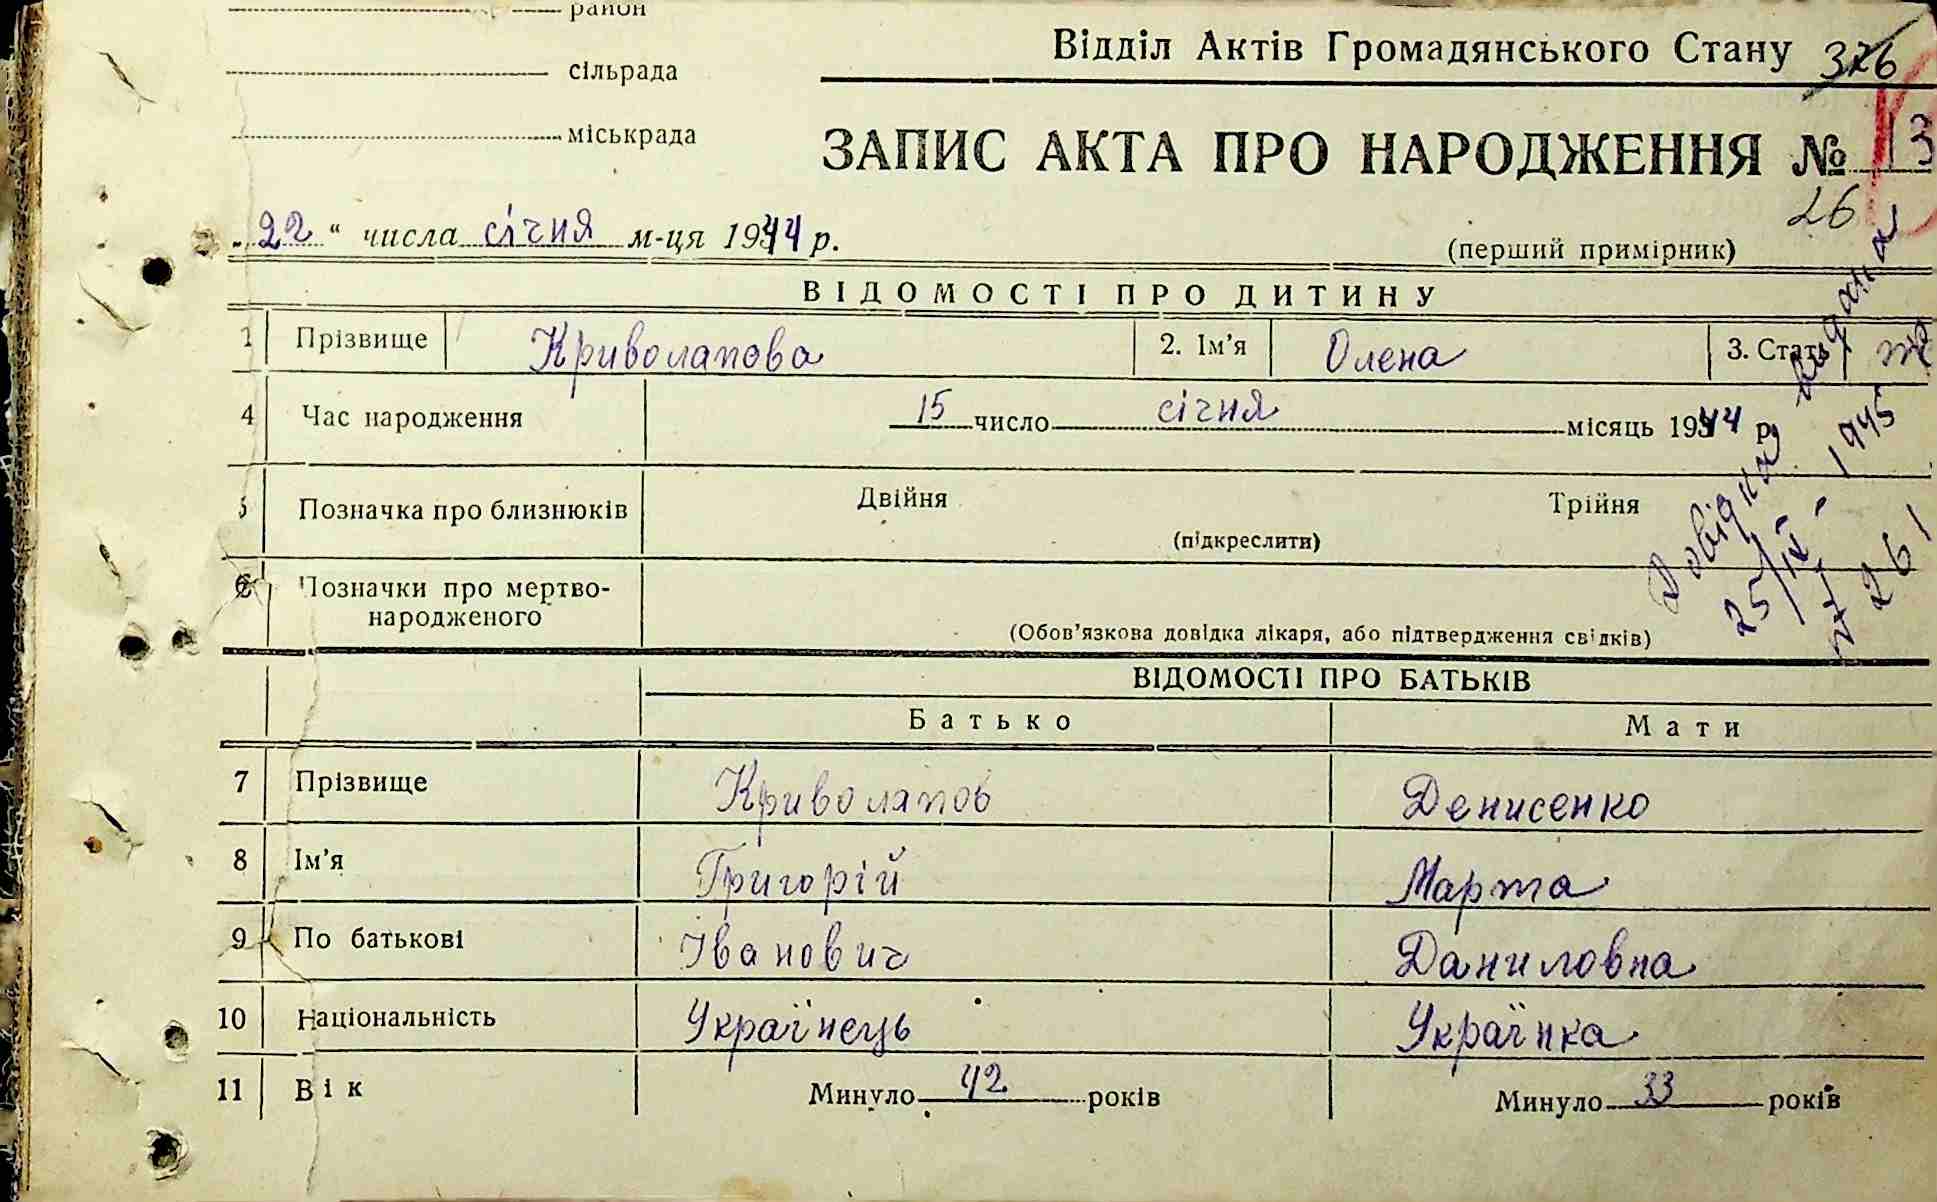 район
Відділ Актів Громадянського Стану 326
сільрада
міськрада
ЗАПИС АКТА ПРО НАРОДЖЕННЯ № 13
26
„22“ числа січня м-ця 1944 р.
(перший примірник)
ВІДОМОСТІ ПРО ДИТИНУ
1 Прізвище Криволапова 2. Ім’я Олена 3. Стать ж
4 Час народження 15 число січня місяць 1944 р.
5 Позначка про близнюків Двійня Трійня
(підкреслити)
6 Позначки про мертво-
народженого
(Обов’язкова довідка лікаря, або підтвердження свідків)
Довідка видана
25/IX - 1945
№ 261
ВІДОМОСТІ ПРО БАТЬКІВ
Батько Мати
7 Прізвище Криволапов Денисенко
8 Ім’я Григорій Марта
9 По батькові Іванович Даниловна
10 Національність Українець Українка
11 Вік Минуло 42 років Минуло 33 років